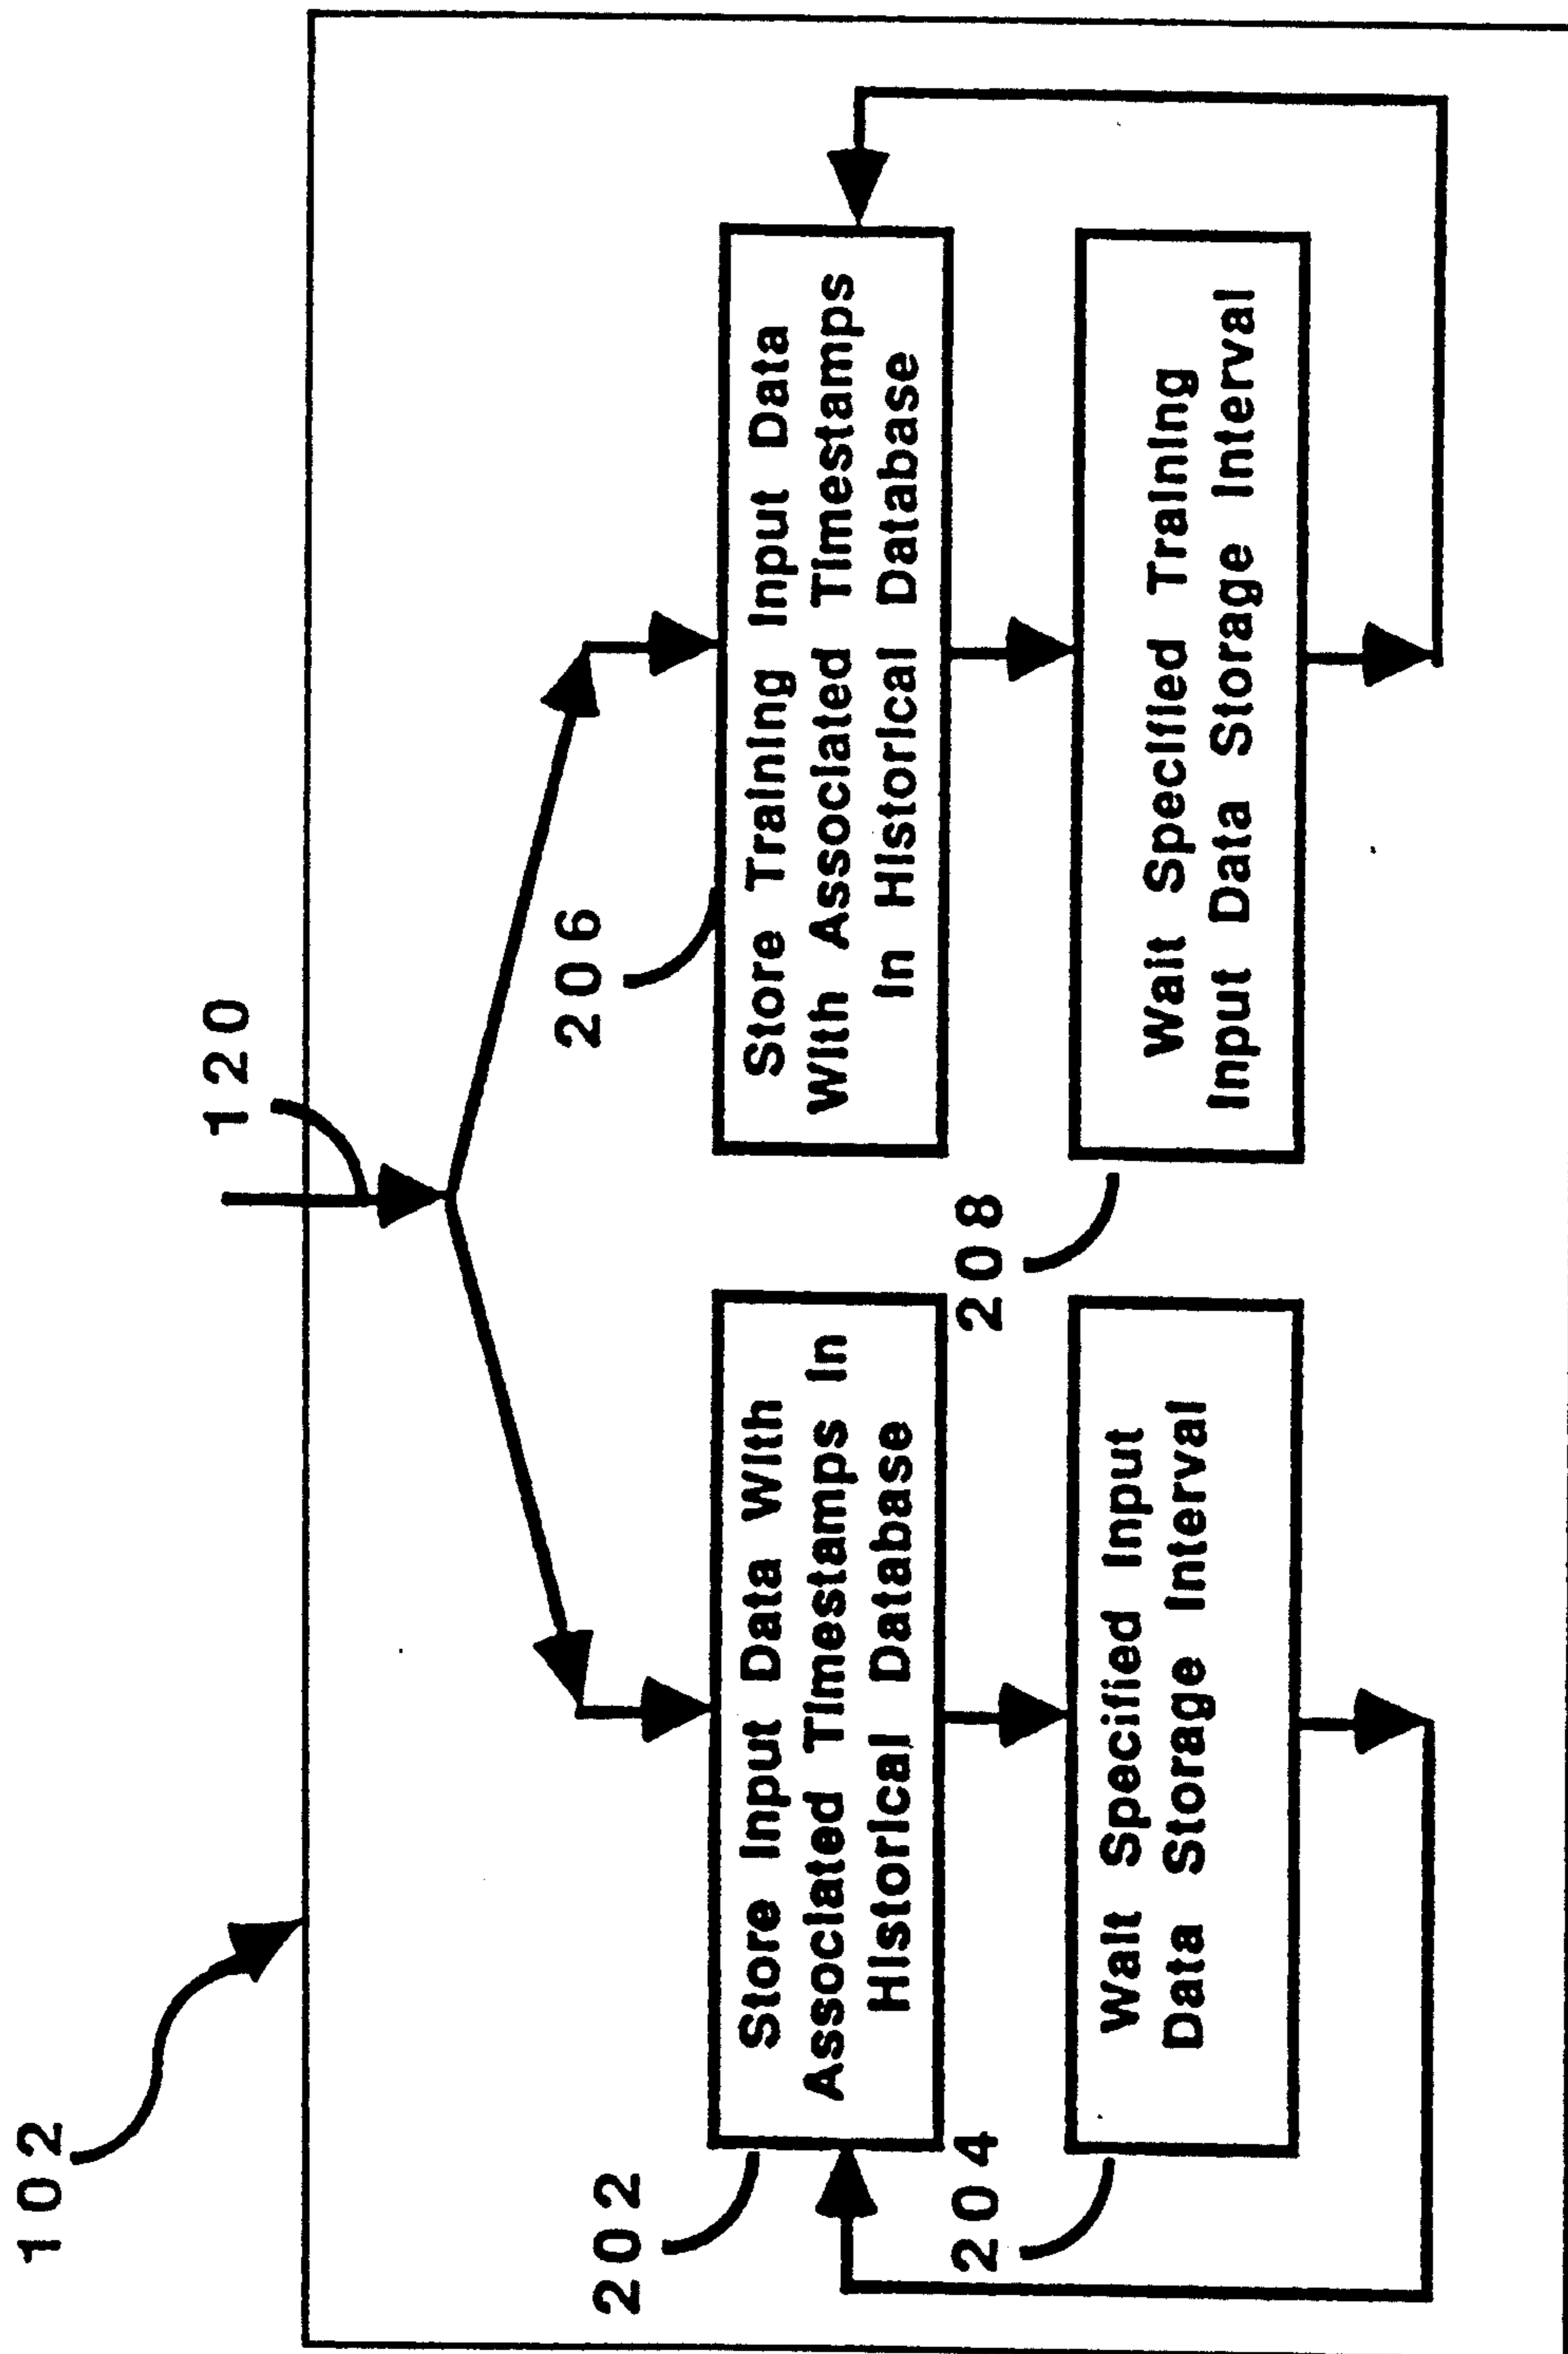 102
120
202
Store Input Data With
Associated Timestamps In
Historical Database
204
Wait Specified Input
Data Storage Interval
206
Store Training Input Data
With Associated Timestamps
In Historical Database
208
Wait Specified Training
Input Data Storage Interval